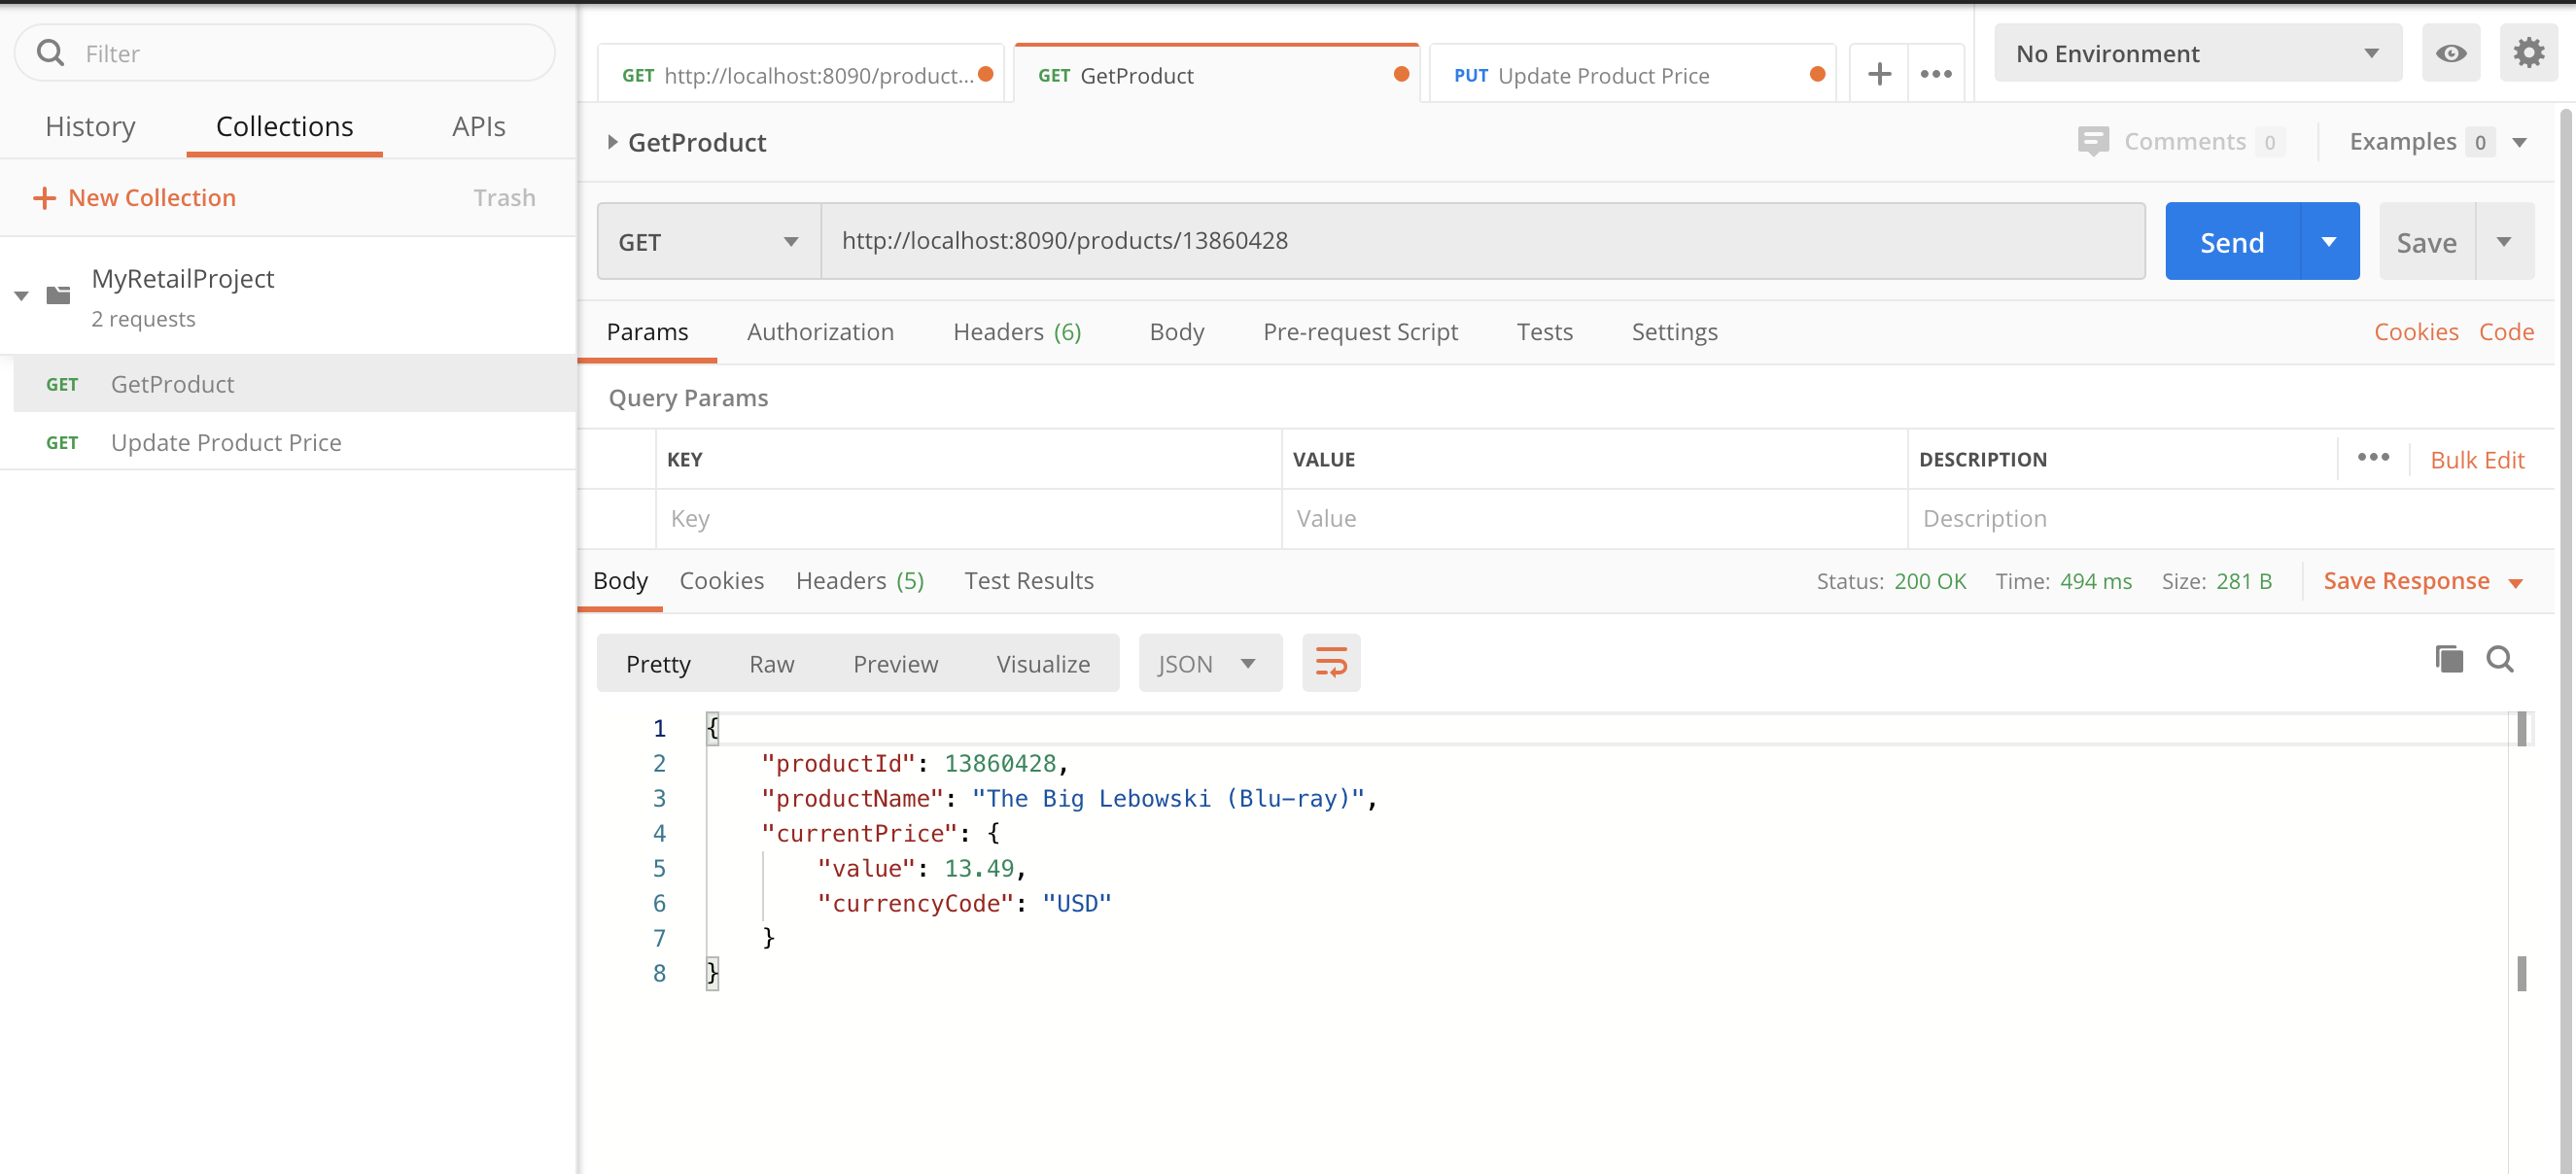 Filter
History Collections APIs
New Collection Trash
MyRetailProject
2 requests
GET GetProduct
GET Update Product Price
GET http://localhost:8090/product... GET GetProduct PUT Update Product Price No Environment
GetProduct Comments 0 Examples 0
GET http://localhost:8090/products/13860428 Send Save
Params Authorization Headers (6) Body Pre-request Script Tests Settings Cookies Code
Query Params
KEY VALUE DESCRIPTION Bulk Edit
Key Value Description
Body Cookies Headers (5) Test Results Status: 200 OK Time: 494 ms Size: 281 B Save Response
Pretty Raw Preview Visualize JSON
1 {
2 "productId": 13860428,
3 "productName": "The Big Lebowski (Blu-ray)",
4 "currentPrice": {
5 "value": 13.49,
6 "currencyCode": "USD"
7 }
8 }